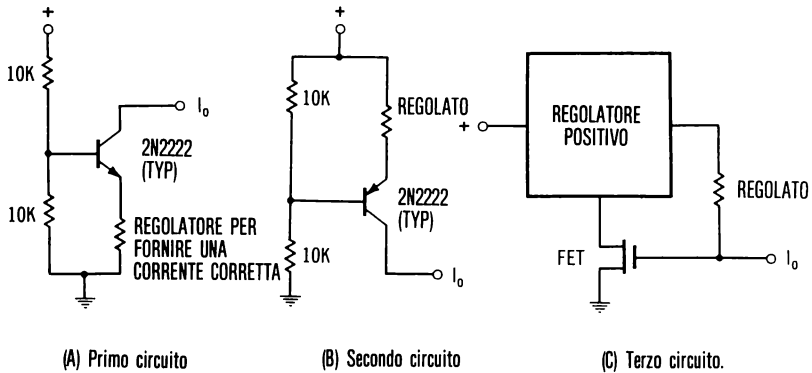 +
10K
I₀
2N2222
(TYP)
10K
REGOLATORE PER
FORNIRE UNA
CORRENTE CORRETTA
(A) Primo circuito
+
10K
REGOLATO
2N2222
(TYP)
10K
I₀
(B) Secondo circuito
REGOLATORE
POSITIVO
+
REGOLATO
FET
I₀
(C) Terzo circuito.